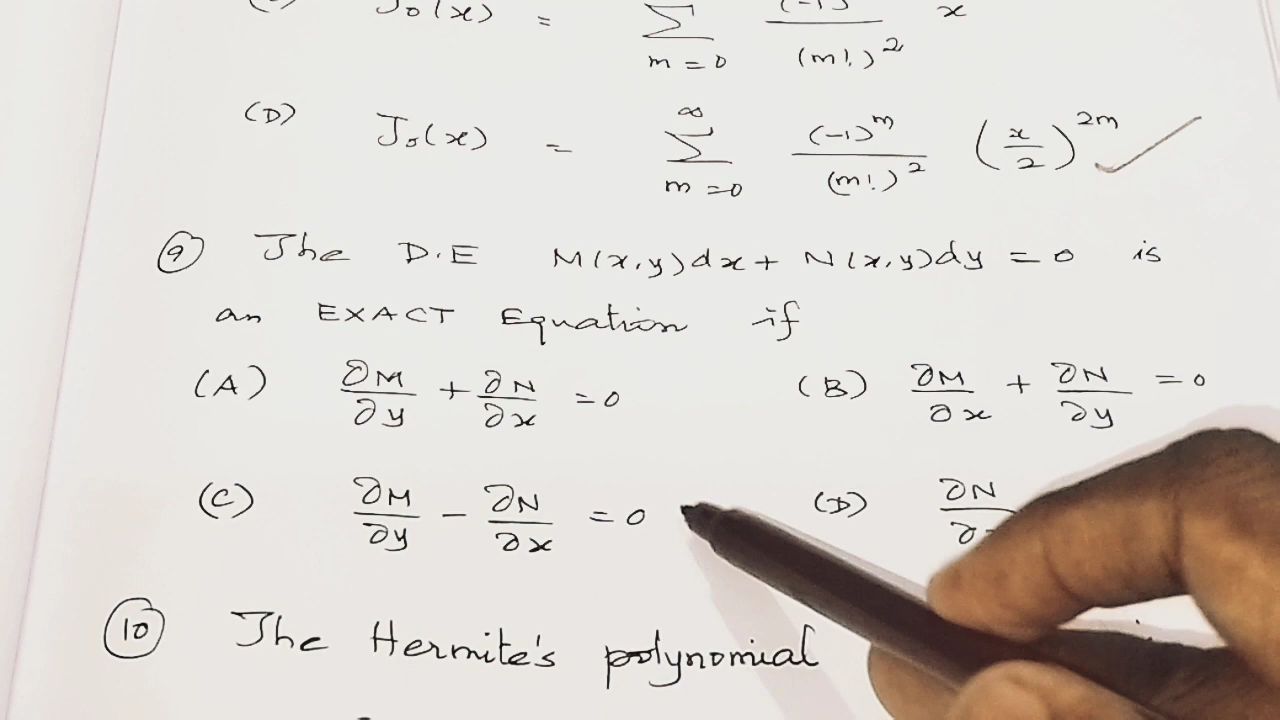 J₀(x) = Σ m=0 (m!)² x
(D) J₀(x) = Σ_{m=0}^{∞} (-1)^m / (m!)² (x/2)^{2m} ✓
(9) The D.E M(x,y)dx + N(x,y)dy = 0 is
an EXACT Equation if
(A) ∂M/∂y + ∂N/∂x = 0 (B) ∂M/∂x + ∂N/∂y = 0
(C) ∂M/∂y - ∂N/∂x = 0 (D) ∂N
(10) The Hermite's polynomial